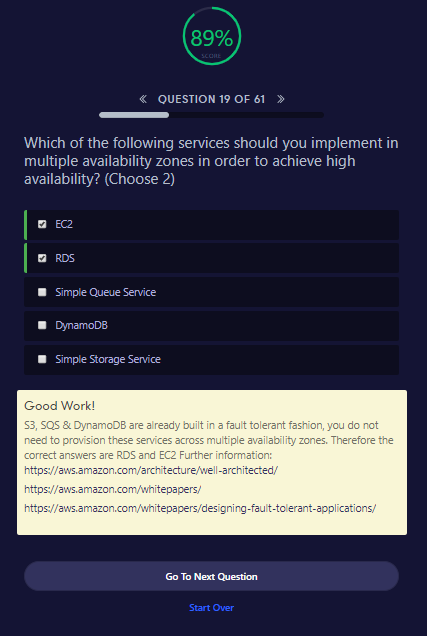 89%
SCORE
« QUESTION 19 OF 61 »
Which of the following services should you implement in
multiple availability zones in order to achieve high
availability? (Choose 2)
EC2
RDS
Simple Queue Service
DynamoDB
Simple Storage Service
Good Work!
S3, SQS & DynamoDB are already built in a fault tolerant fashion, you do not
need to provision these services across multiple availability zones. Therefore the
correct answers are RDS and EC2 Further information:
https://aws.amazon.com/architecture/well-architected/
https://aws.amazon.com/whitepapers/
https://aws.amazon.com/whitepapers/designing-fault-tolerant-applications/
Go To Next Question
Start Over